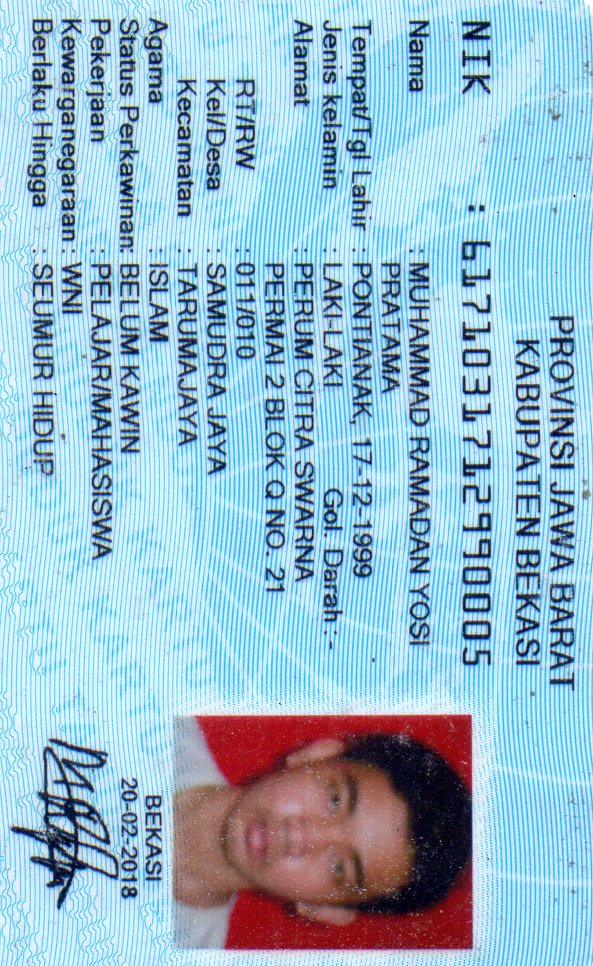 PROVINSI JAWA BARAT
KABUPATEN BEKASI
NIK : 6171031712990005
Nama : MUHAMMAD RAMADAN YOSI
PRATAMA
Tempat/Tgl Lahir : PONTIANAK, 17-12-1999
Jenis kelamin : LAKI-LAKI Gol. Darah :-
Alamat : PERUM CITRA SWARNA
PERMAI 2 BLOK Q NO. 21
RT/RW : 011/010
Kel/Desa : SAMUDRA JAYA
Kecamatan : TARUMAJAYA
Agama : ISLAM
Status Perkawinan: BELUM KAWIN
Pekerjaan : PELAJAR/MAHASISWA
Kewarganegaraan : WNI
Berlaku Hingga : SEUMUR HIDUP
BEKASI
20-02-2018